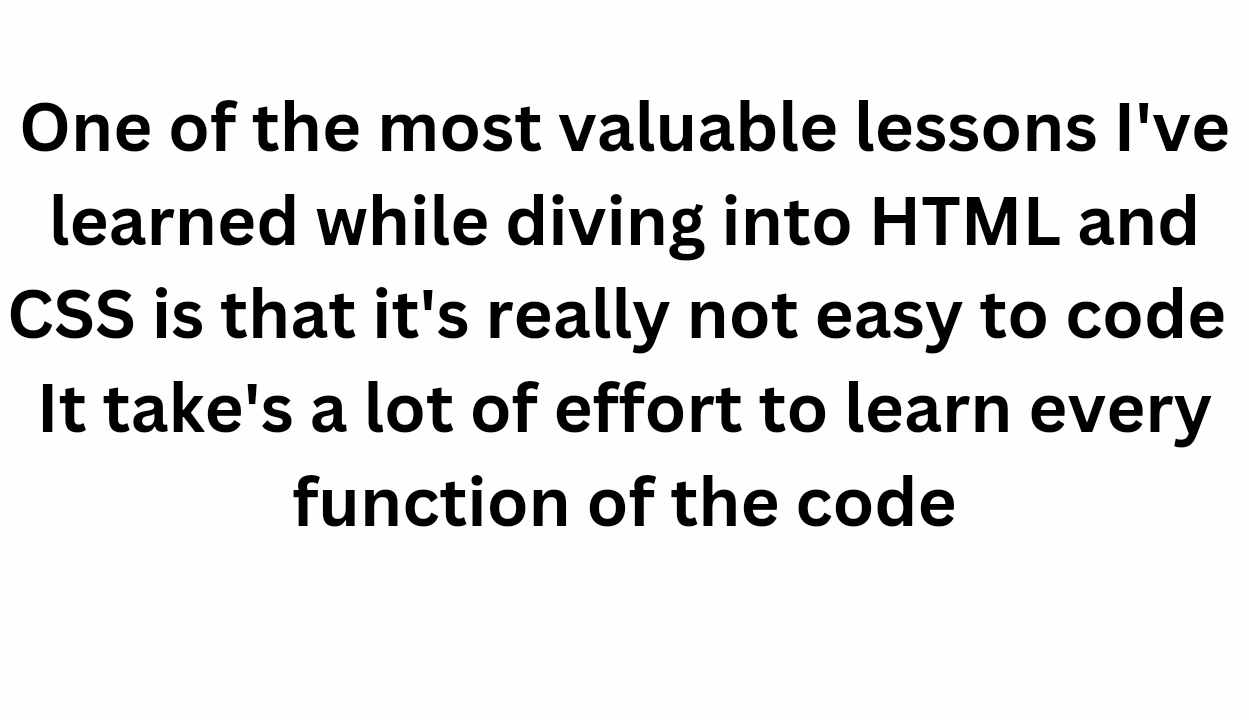 One of the most valuable lessons I've
learned while diving into HTML and
CSS is that it's really not easy to code
It take's a lot of effort to learn every
function of the code